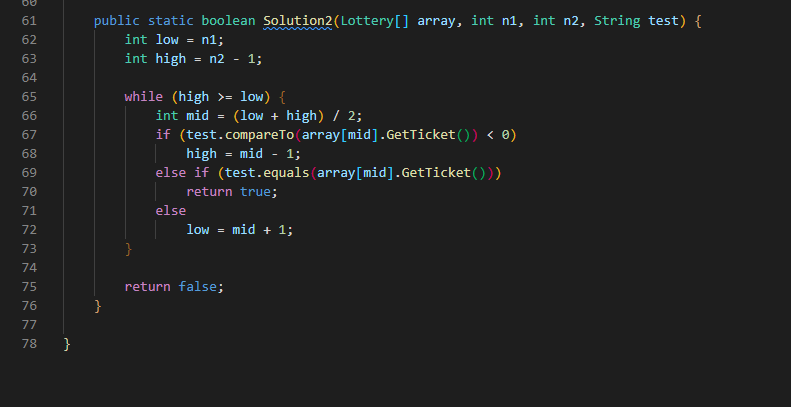 60
61 public static boolean Solution2(Lottery[] array, int n1, int n2, String test) {
62 int low = n1;
63 int high = n2 - 1;
64
65 while (high >= low) {
66 int mid = (low + high) / 2;
67 if (test.compareTo(array[mid].GetTicket()) < 0)
68 high = mid - 1;
69 else if (test.equals(array[mid].GetTicket()))
70 return true;
71 else
72 low = mid + 1;
73 }
74
75 return false;
76 }
77
78 }